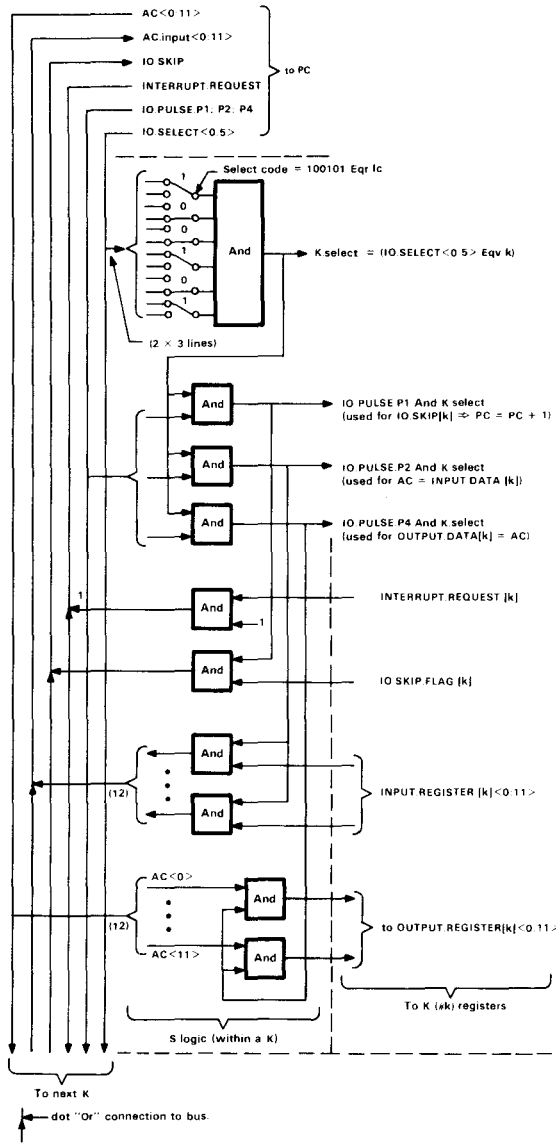 AC<0:11>
AC.input<0:11>
IO.SKIP
INTERRUPT.REQUEST
IO.PULSE.P1; P2; P4
IO.SELECT<0:5>
to PC
Select code = 100101 Eqr lc
1
0
0
1
0
1
And
K.select = (IO.SELECT<0 5> Eqv k)
(2 × 3 lines)
And
IO PULSE P1 And K select
(used for IO.SKIP[k] ⇒ PC = PC + 1)
And
IO.PULSE.P2 And K select
(used for AC = INPUT.DATA [k])
And
IO.PULSE.P4 And K.select
(used for OUTPUT.DATA[k] = AC)
1
And
1
INTERRUPT.REQUEST [k]
And
IO SKIP.FLAG [k]
And
(12)
And
INPUT.REGISTER [k]<0:11>
AC<0>
And
(12)
to OUTPUT.REGISTER[k]<0.11>
AC<11>
And
To K (#k) registers
S logic (within a K)
To next K
dot "Or" connection to bus.